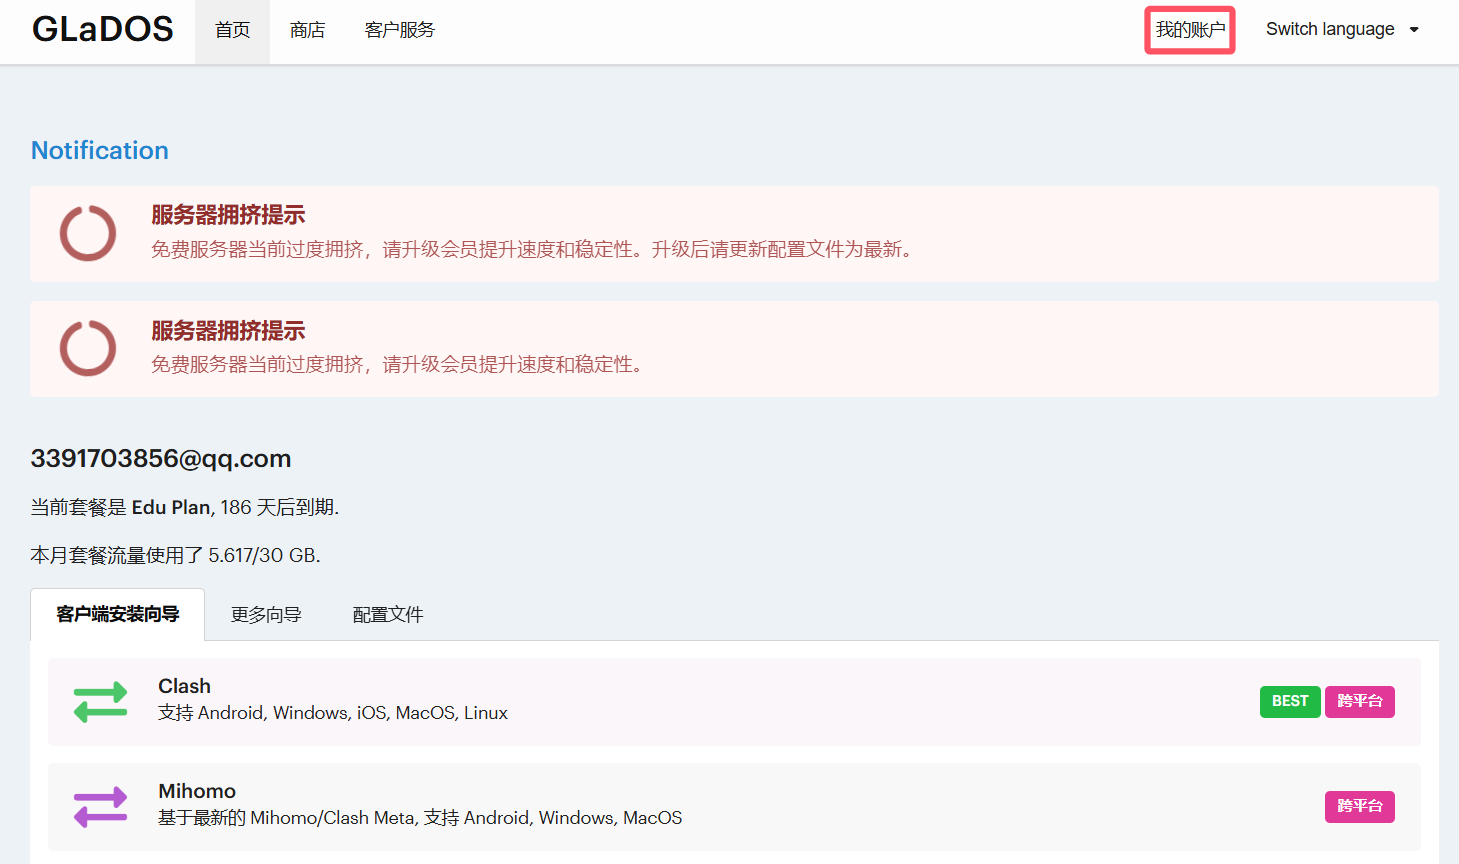 GLaDOS 首页 商店 客户服务 我的账户 Switch language
Notification
服务器拥挤提示
免费服务器当前过度拥挤，请升级会员提升速度和稳定性。升级后请更新配置文件为最新。
服务器拥挤提示
免费服务器当前过度拥挤，请升级会员提升速度和稳定性。
3391703856@qq.com
当前套餐是 Edu Plan, 186 天后到期.
本月套餐流量使用了 5.617/30 GB.
客户端安装向导 更多向导 配置文件
Clash
支持 Android, Windows, iOS, MacOS, Linux
BEST 跨平台
Mihomo
基于最新的 Mihomo/Clash Meta, 支持 Android, Windows, MacOS
跨平台